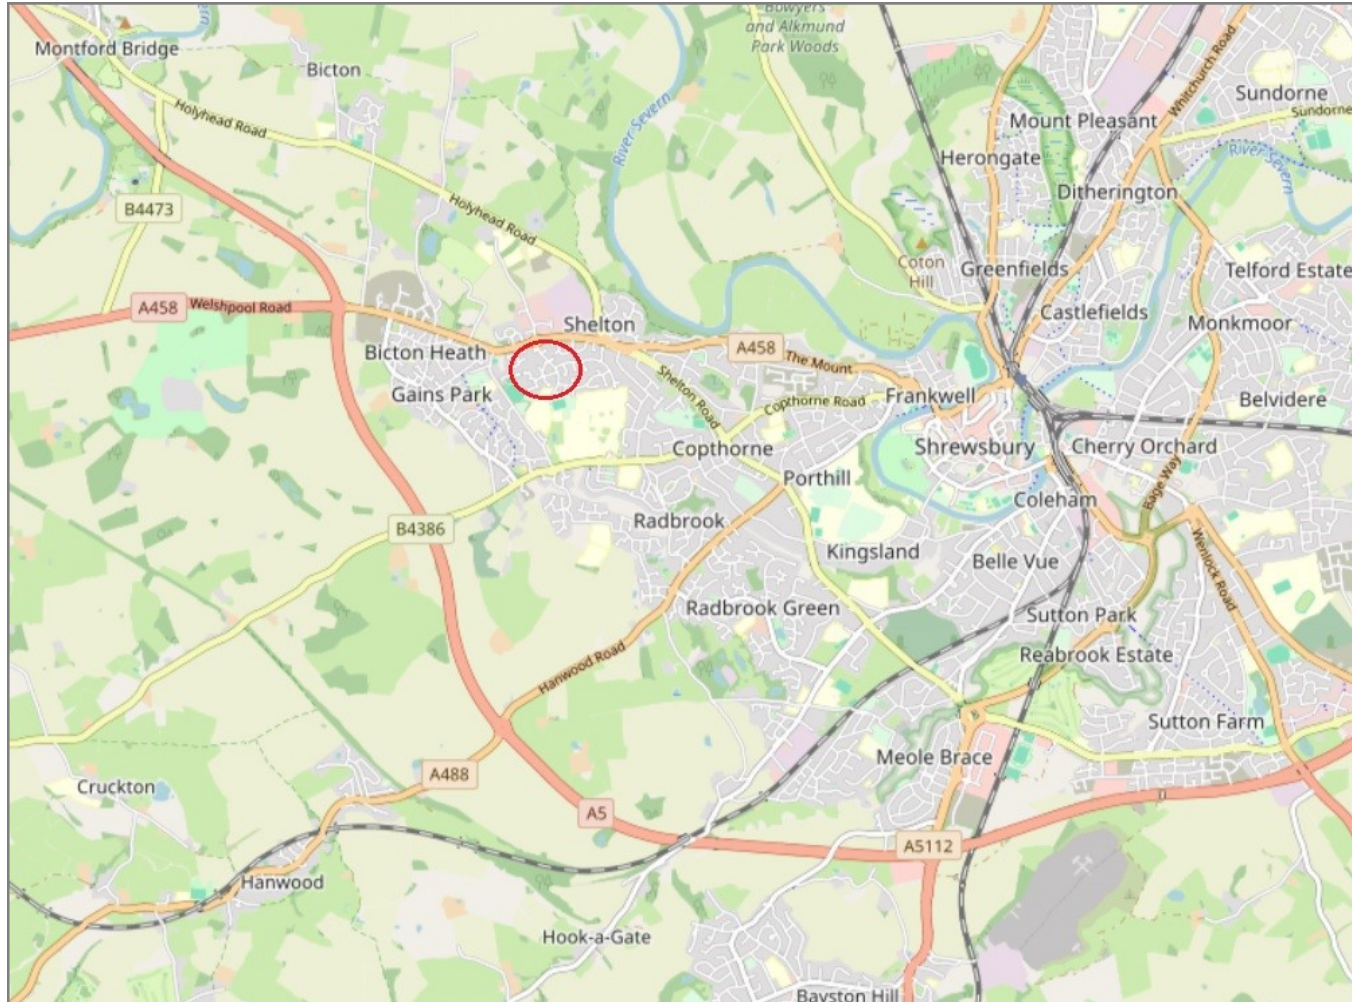 Bowyers
and Alkmund
Park Woods
Montford Bridge
Bicton
Holyhead Road
River Severn
Whitchurch Road
Sundorne
Sundorne
Mount Pleasant
Herongate
River Severn
Ditherington
B4473
Holyhead Road
Coton
Hill
Greenfields
Telford Estate
A458
Welshpool Road
Castlefields
Shelton
Monkmoor
Bicton Heath
A458
The Mount
Gains Park
Shelton Road
Copthorne Road
Frankwell
Belvidere
Copthorne
Shrewsbury
Cherry Orchard
Porthill
Bage Way
Coleham
B4386
Radbrook
Kingsland
Belle Vue
Wenlock Road
Radbrook Green
Sutton Park
Hanwood Road
Reabrook Estate
Sutton Farm
Meole Brace
A488
Cruckton
A5
A5112
Hanwood
Hook-a-Gate
Bayston Hill